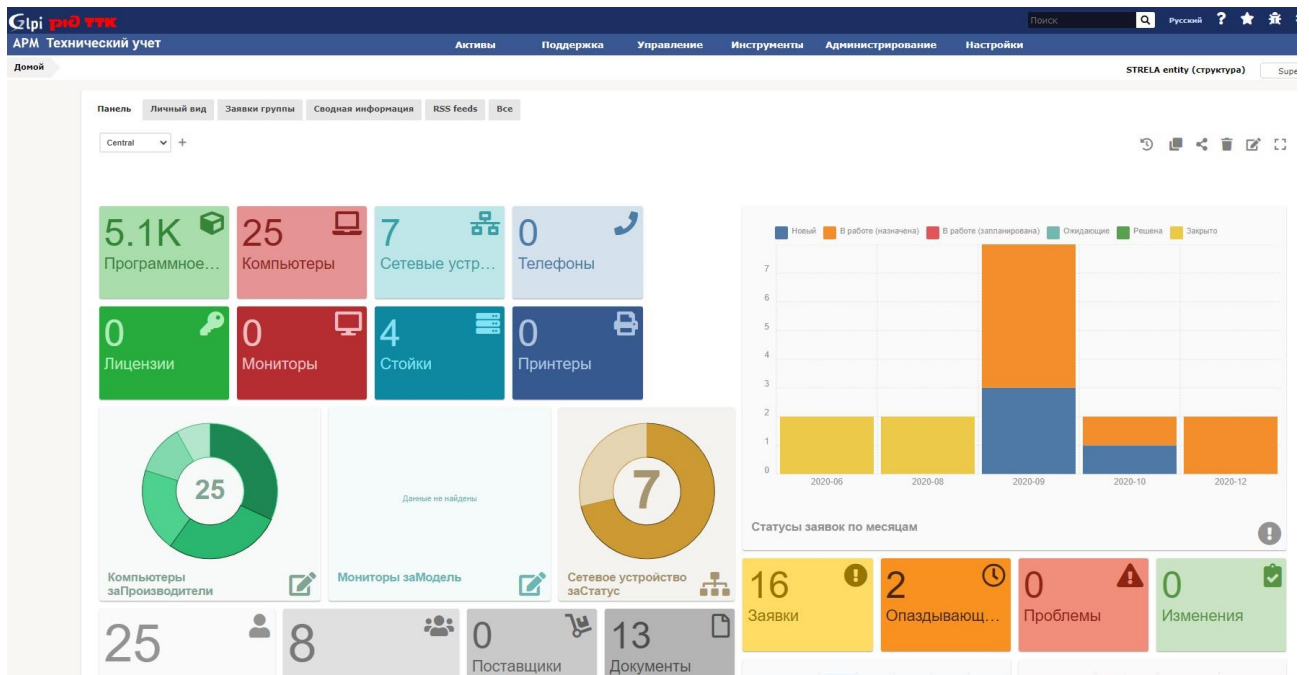 Glpi ржд ТТК
Поиск
Русский
?
АРМ Технический учет
Активы
Поддержка
Управление
Инструменты
Администрирование
Настройки
Домой
STRELA entity (структура)
Supe
Панель
Личный вид
Заявки группы
Сводная информация
RSS feeds
Все
Central
+
5.1K
Программное...
25
Компьютеры
7
Сетевые устр...
0
Телефоны
0
Лицензии
0
Мониторы
4
Стойки
0
Принтеры
25
Компьютеры
заПроизводители
Данные не найдены
Мониторы заМодель
7
Сетевое устройство
заСтатус
25
8
0
Поставщики
13
Документы
Новый
В работе (назначена)
В работе (запланирована)
Ожидающие
Решена
Закрыто
7
6
5
4
3
2
1
0
2020-06
2020-08
2020-09
2020-10
2020-12
Статусы заявок по месяцам
16
Заявки
2
Опаздывающ...
0
Проблемы
0
Изменения